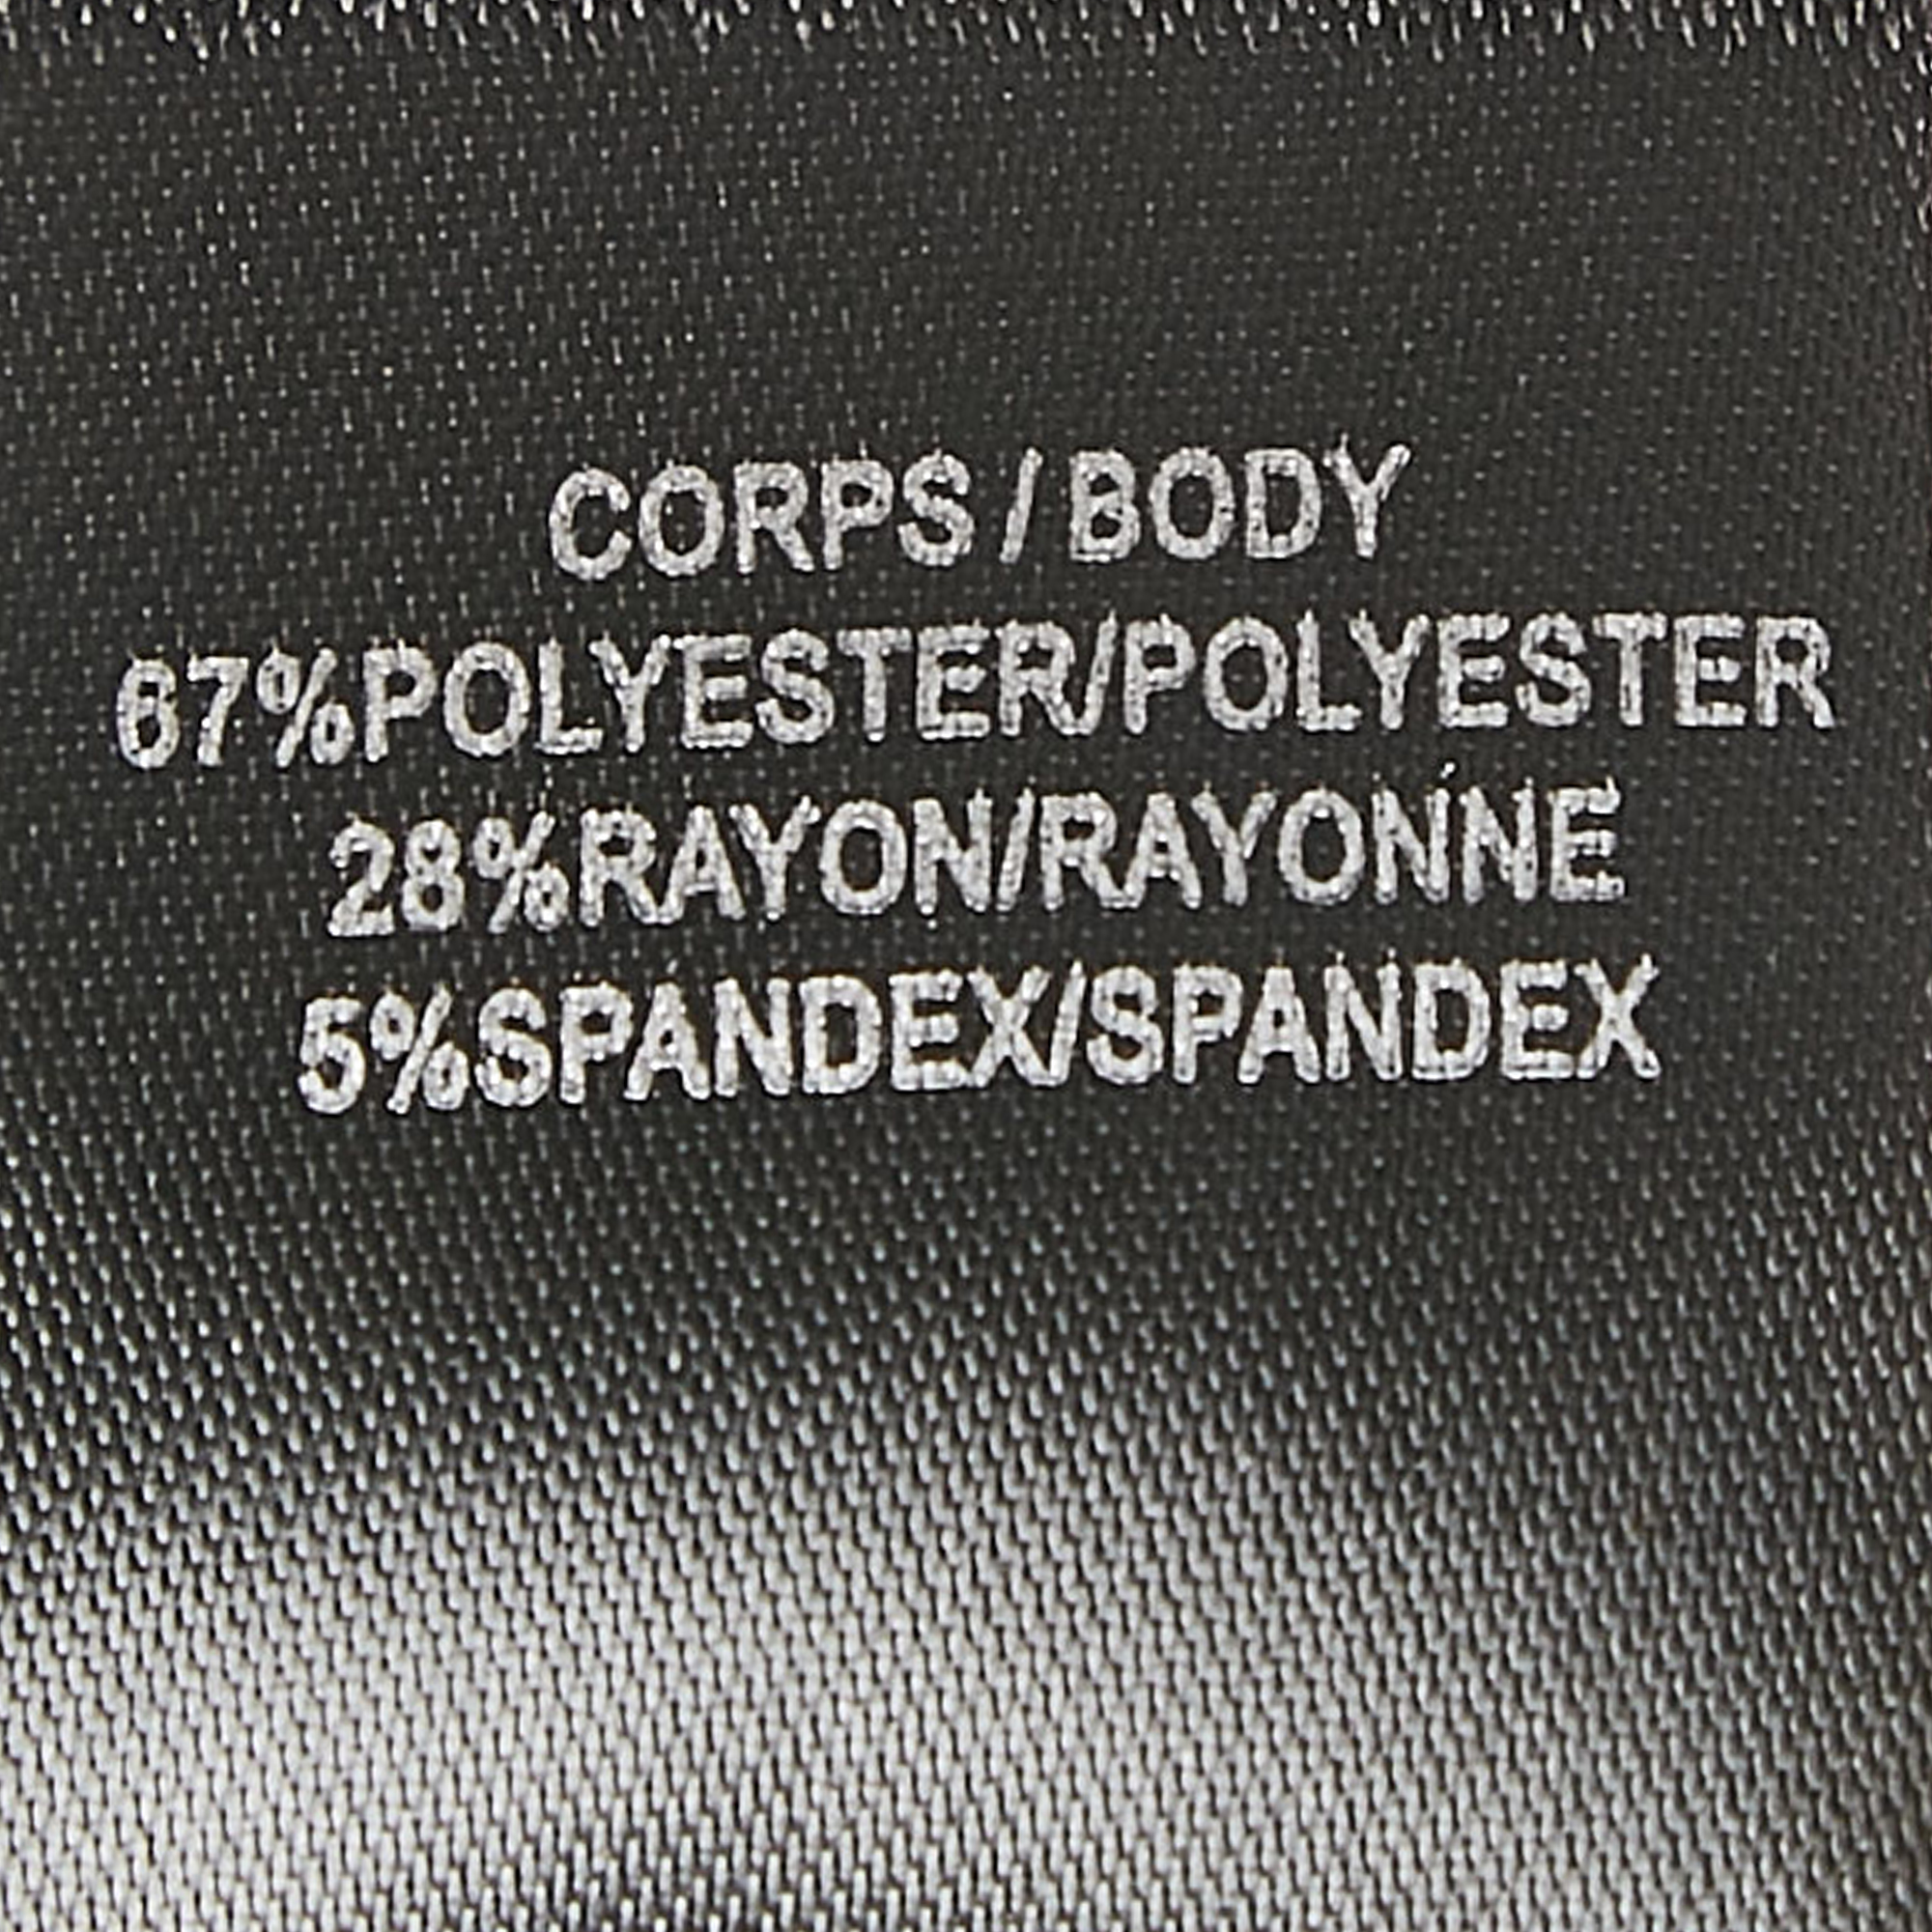 CORPS / BODY
67%POLYESTER/POLYESTER
28%RAYON/RAYONNE
5%SPANDEX/SPANDEX